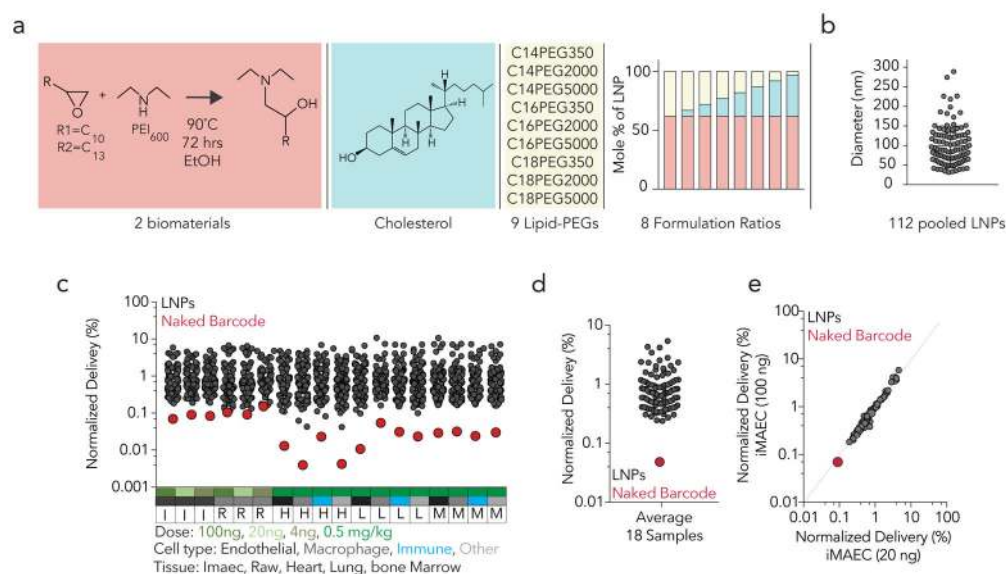 a
R
O
+
N
H
R1=C10
R2=C13
PEI600
90°C
72 hrs
EtOH
N
OH
R
2 biomaterials
H
H
H
H
HO
Cholesterol
C14PEG350
C14PEG2000
C14PEG5000
C16PEG350
C16PEG2000
C16PEG5000
C18PEG350
C18PEG2000
C18PEG5000
9 Lipid-PEGs
Mole % of LNP
100
50
0
8 Formulation Ratios
b
Diameter (nm)
300
250
200
150
100
50
0
112 pooled LNPs
c
LNPs
Naked Barcode
Normalized Delivey (%)
100
10
1
0.1
0.01
0.001
I I I R R R H H H H L L L L M M M M
Dose: 100ng, 20ng, 4ng, 0.5 mg/kg
Cell type: Endothelial, Macrophage, Immune, Other
Tissue: Imaec, Raw, Heart, Lung, bone Marrow
d
Normalized Delivery (%)
10
1
0.1
0.01
LNPs
Naked Barcode
Average
18 Samples
e
LNPs
Naked Barcode
Normalized Delivery (%)
iMAEC (100 ng)
100
10
1
0.1
0.01
0.01 0.1 1 10 100
Normalized Delivery (%)
iMAEC (20 ng)